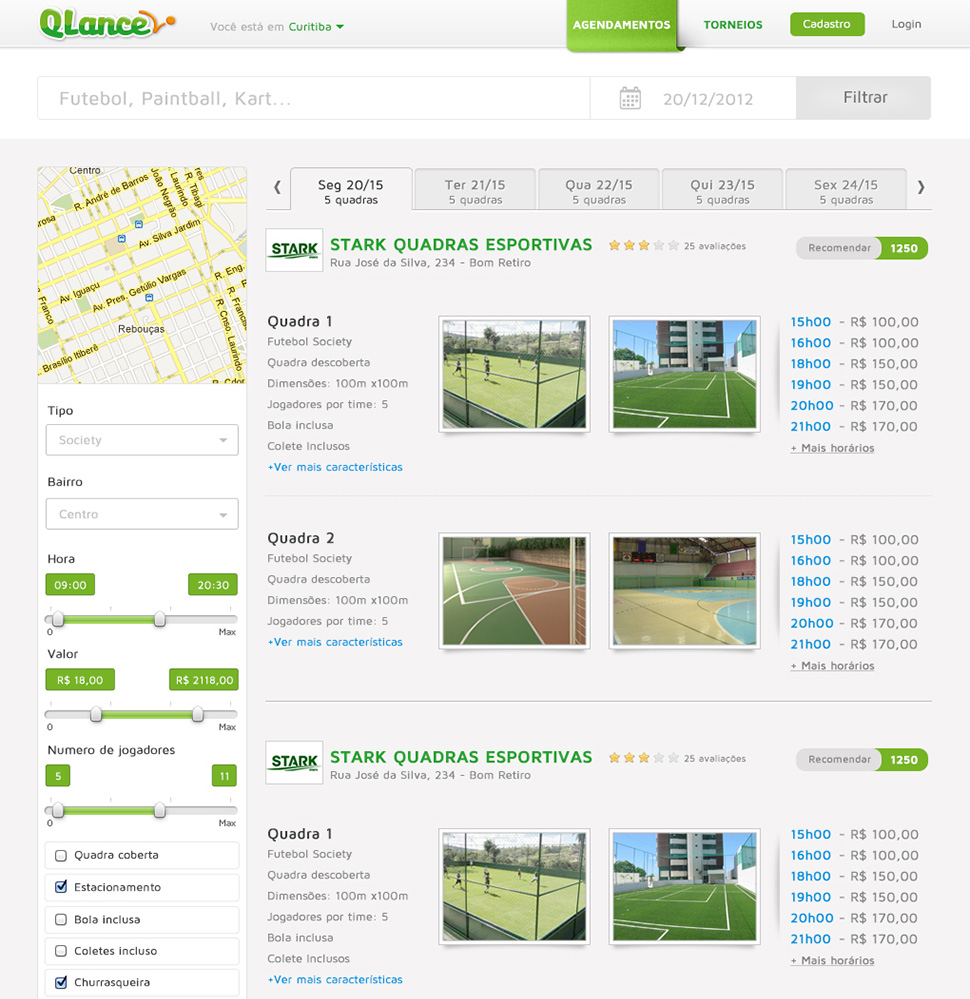 QLance
Você está em Curitiba
AGENDAMENTOS
TORNEIOS
Cadastro
Login
Futebol, Paintball, Kart...
20/12/2012
Filtrar
Centro
R. André de Barros
João Negrão
Laurindo
R. Tibagi
Av. Silva Jardim
Av. Iguaçu
Av. Pres. Getúlio Vargas
R. Eng.
Rebouças
R. Cnso. Laurindo
Brasílio Itiberê
Tipo
Society
Bairro
Centro
Hora
09:00
20:30
0
Max
Valor
R$ 18,00
R$ 2118,00
0
Max
Numero de jogadores
5
11
0
Max
Quadra coberta
Estacionamento
Bola inclusa
Coletes incluso
Churrasqueira
Seg 20/15
5 quadras
Ter 21/15
5 quadras
Qua 22/15
5 quadras
Qui 23/15
5 quadras
Sex 24/15
5 quadras
STARK
STARK QUADRAS ESPORTIVAS
25 avaliações
Rua José da Silva, 234 - Bom Retiro
Recomendar
1250
Quadra 1
Futebol Society
Quadra descoberta
Dimensões: 100m x100m
Jogadores por time: 5
Bola inclusa
Colete Inclusos
+Ver mais características
15h00 - R$ 100,00
16h00 - R$ 100,00
18h00 - R$ 150,00
19h00 - R$ 150,00
20h00 - R$ 170,00
21h00 - R$ 170,00
+ Mais horários
Quadra 2
Futebol Society
Quadra descoberta
Dimensões: 100m x100m
Jogadores por time: 5
+Ver mais características
15h00 - R$ 100,00
16h00 - R$ 100,00
18h00 - R$ 150,00
19h00 - R$ 150,00
20h00 - R$ 170,00
21h00 - R$ 170,00
+ Mais horários
STARK
STARK QUADRAS ESPORTIVAS
25 avaliações
Rua José da Silva, 234 - Bom Retiro
Recomendar
1250
Quadra 1
Futebol Society
Quadra descoberta
Dimensões: 100m x100m
Jogadores por time: 5
Bola inclusa
Colete Inclusos
+Ver mais características
15h00 - R$ 100,00
16h00 - R$ 100,00
18h00 - R$ 150,00
19h00 - R$ 150,00
20h00 - R$ 170,00
21h00 - R$ 170,00
+ Mais horários